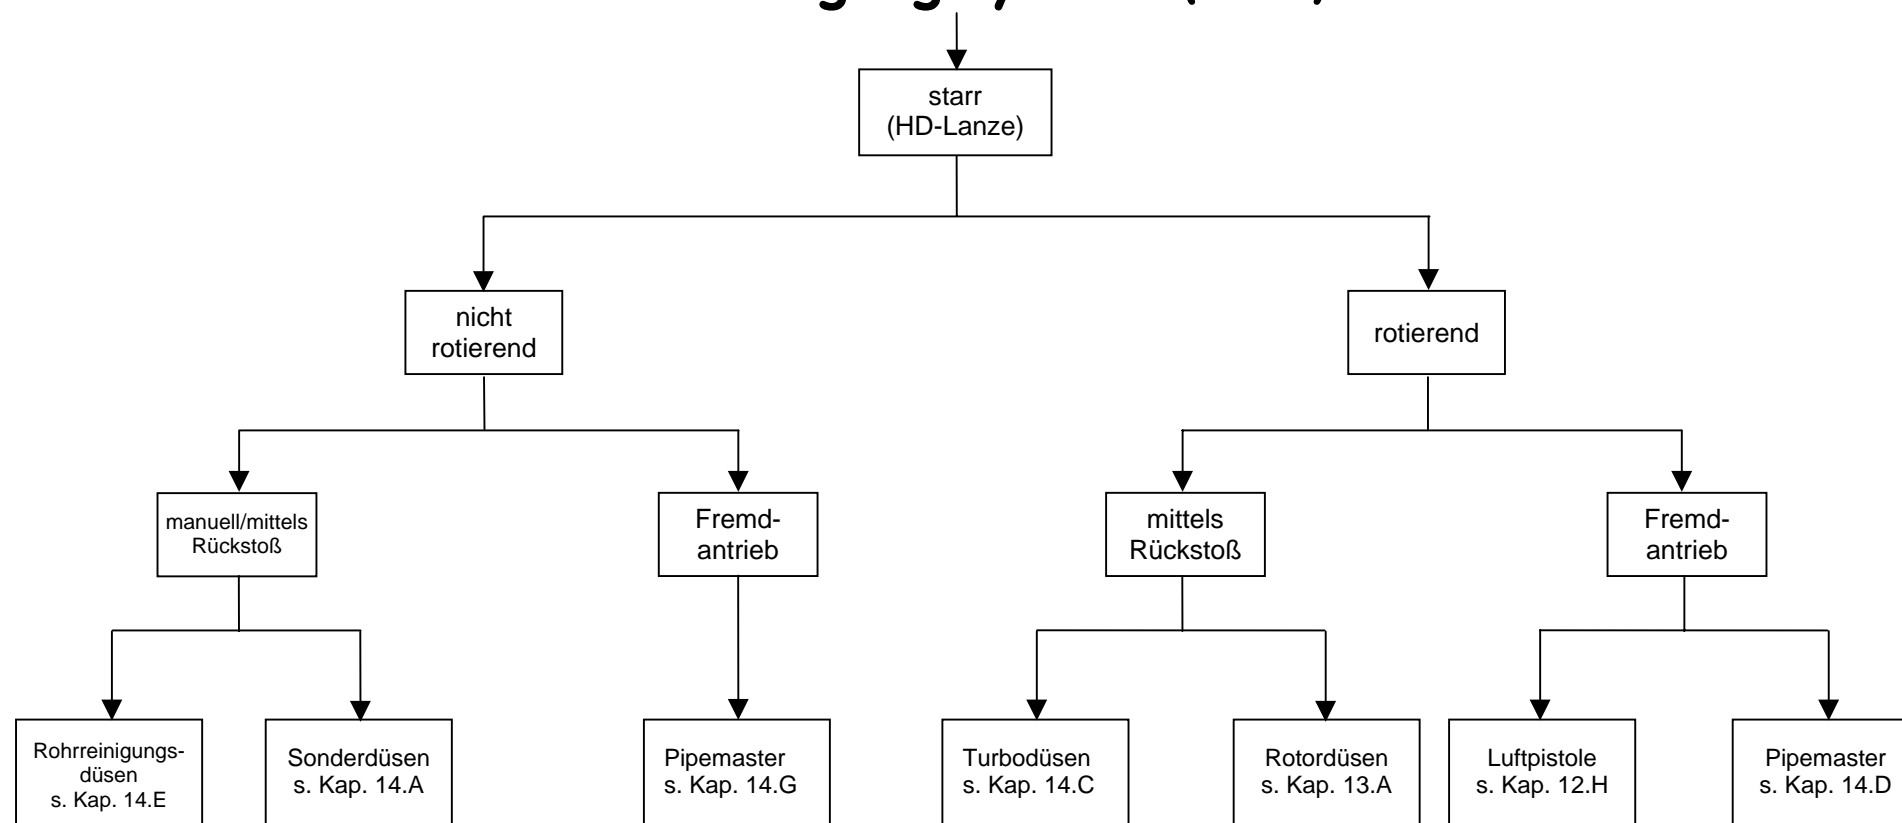 starr
(HD-Lanze)
nicht
rotierend
rotierend
manuell/mittels
Rückstoß
Fremd-
antrieb
mittels
Rückstoß
Fremd-
antrieb
Rohrreinigungs-
düsen
s. Kap. 14.E
Sonderdüsen
s. Kap. 14.A
Pipemaster
s. Kap. 14.G
Turbodüsen
s. Kap. 14.C
Rotordüsen
s. Kap. 13.A
Luftpistole
s. Kap. 12.H
Pipemaster
s. Kap. 14.D